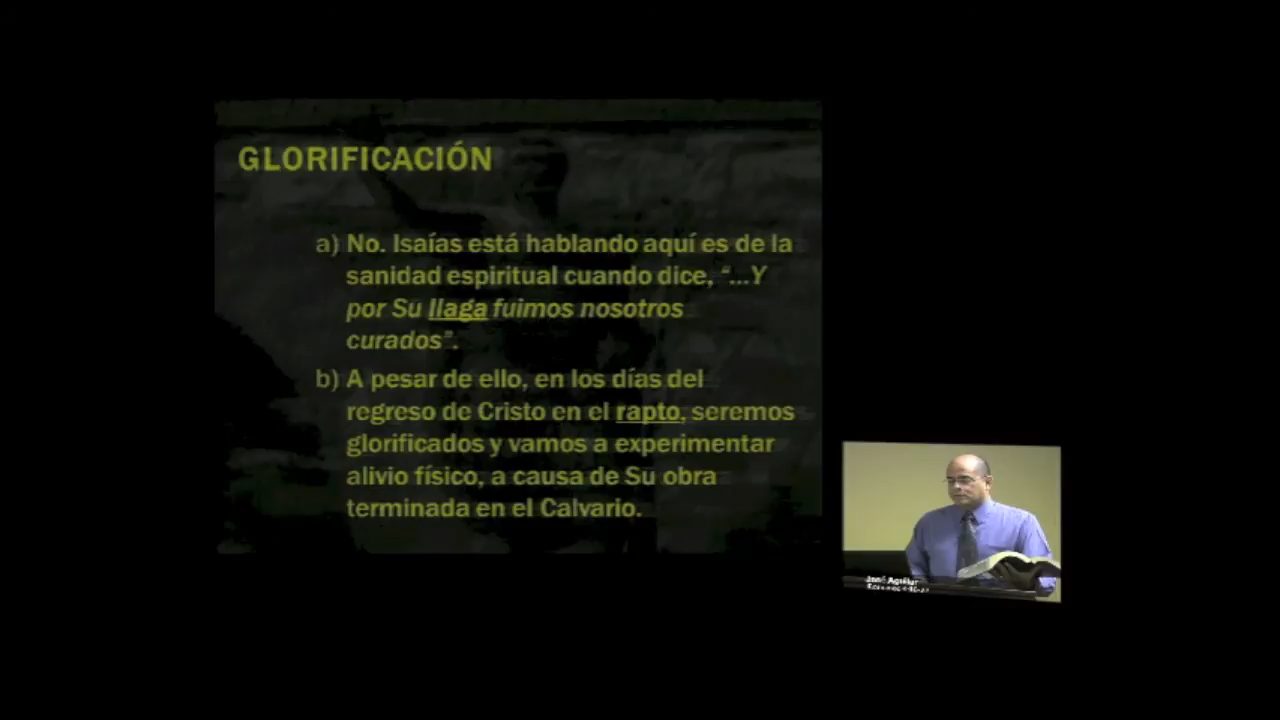 GLORIFICACIÓN
a) No. Isaías está hablando aquí es de la
sanidad espiritual cuando dice, “...Y
por Su llaga fuimos nosotros
curados”.
b) A pesar de ello, en los días del
regreso de Cristo en el rapto, seremos
glorificados y vamos a experimentar
alivio físico, a causa de Su obra
terminada en el Calvario.
José Aguilar